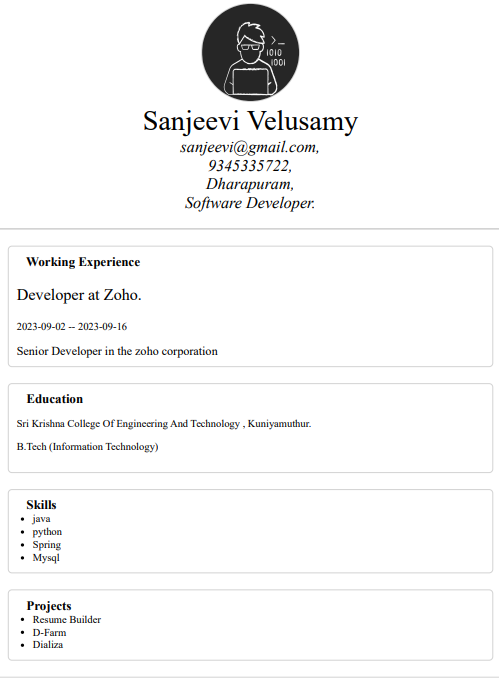 >_
1010
1001
Sanjeevi Velusamy
sanjeevi@gmail.com,
9345335722,
Dharapuram,
Software Developer.
Working Experience
Developer at Zoho.
2023-09-02 -- 2023-09-16
Senior Developer in the zoho corporation
Education
Sri Krishna College Of Engineering And Technology , Kuniyamuthur.
B.Tech (Information Technology)
Skills
java
python
Spring
Mysql
Projects
Resume Builder
D-Farm
Dializa